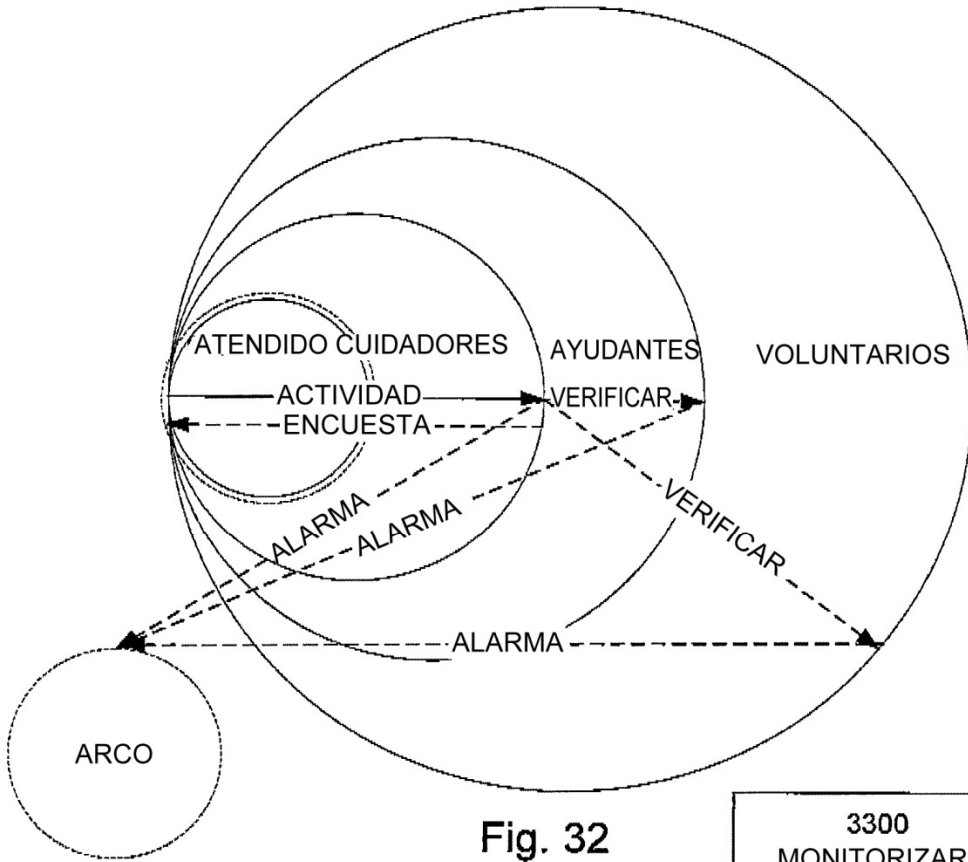 ATENDIDO CUIDADORES
AYUDANTES
VOLUNTARIOS
ACTIVIDAD
VERIFICAR
ENCUESTA
ALARMA
ALARMA
VERIFICAR
ALARMA
ARCO
Fig. 32
3300
MONITORIZAR